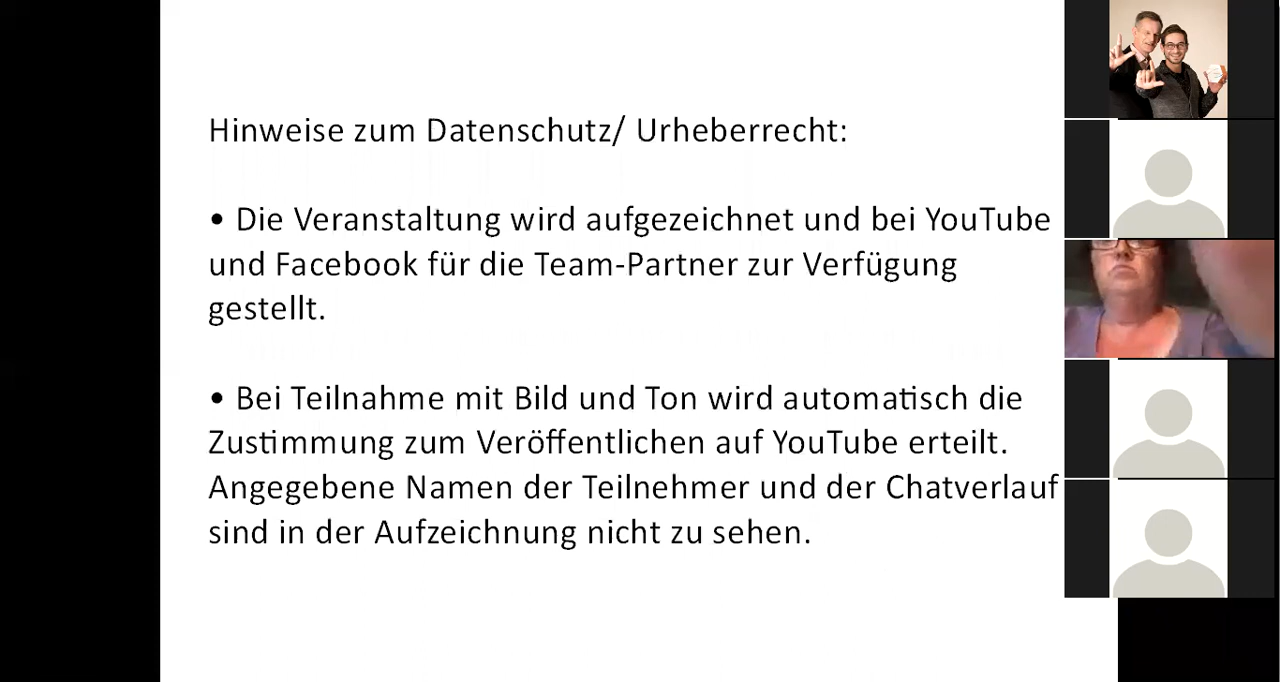 Hinweise zum Datenschutz/ Urheberrecht:
• Die Veranstaltung wird aufgezeichnet und bei YouTube
und Facebook für die Team-Partner zur Verfügung
gestellt.
• Bei Teilnahme mit Bild und Ton wird automatisch die
Zustimmung zum Veröffentlichen auf YouTube erteilt.
Angegebene Namen der Teilnehmer und der Chatverlauf
sind in der Aufzeichnung nicht zu sehen.